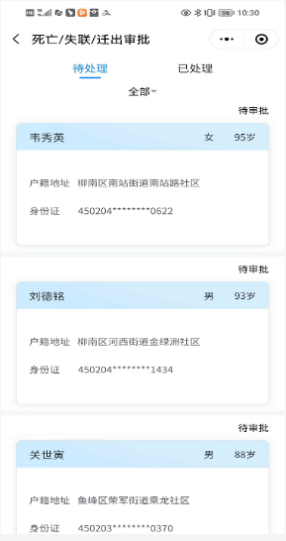 10:30
死亡/失联/迁出审批
待处理 已处理
全部
待审批
韦秀英 女 95岁
户籍地址 柳南区南站街道南站路社区
身份证 450204********0622
待审批
刘德铭 男 93岁
户籍地址 柳南区河西街道金绿洲社区
身份证 450204********1434
待审批
关世寅 男 88岁
户籍地址 鱼峰区荣军街道乘龙社区
身份证 450203********0370